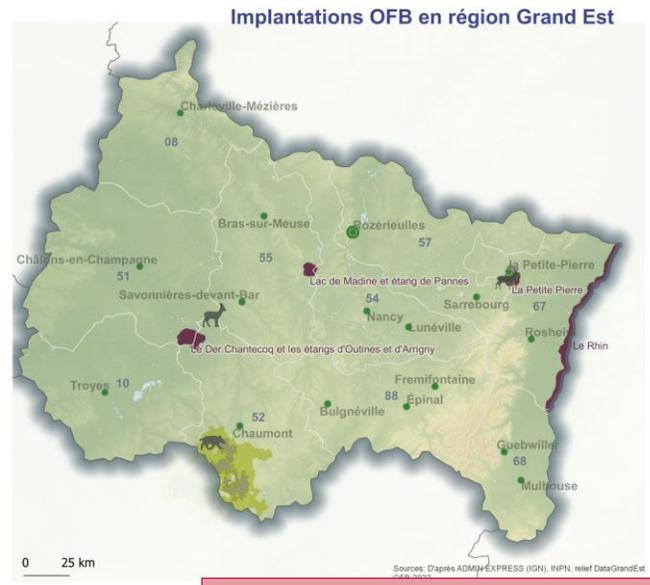 Implantations OFB en région Grand Est
Charleville-Mézières
08
Bras-sur-Meuse
Rozérieulles
57
55
Châlons-en-Champagne
51
la Petite-Pierre
Lac de Madine et étang de Pannes
La Petite Pierre
Savonnières-devant-Bar
54
Sarrebourg
67
Nancy
Lunéville
Roshei
Le Rhin
Le Der Chantecoq et les étangs d'Outines et d'Arrigny
Troyes
10
Fremifontaine
88
Épinal
Bulgnéville
52
Chaumont
Guebwiller
68
Mulhouse
0 25 km
Sources: D'après ADMIN EXPRESS (IGN), INPN, relief DataGrandEst